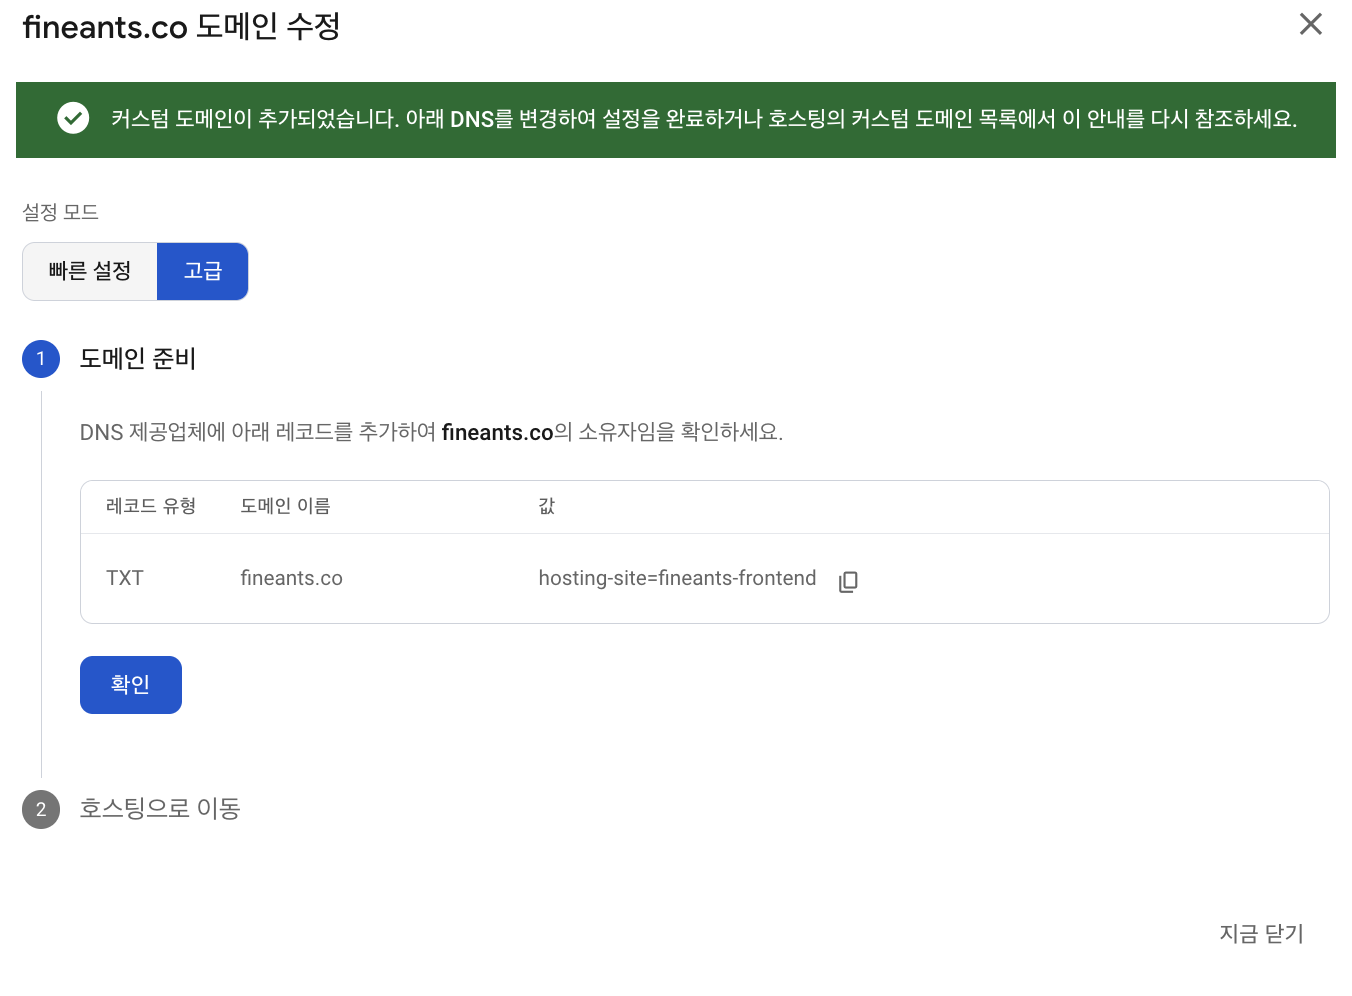 fineants.co 도메인 수정
커스텀 도메인이 추가되었습니다. 아래 DNS를 변경하여 설정을 완료하거나 호스팅의 커스텀 도메인 목록에서 이 안내를 다시 참조하세요.
설정 모드
빠른 설정 고급
1 도메인 준비
DNS 제공업체에 아래 레코드를 추가하여 fineants.co의 소유자임을 확인하세요.
레코드 유형 도메인 이름 값
TXT fineants.co hosting-site=fineants-frontend
확인
2 호스팅으로 이동
지금 닫기